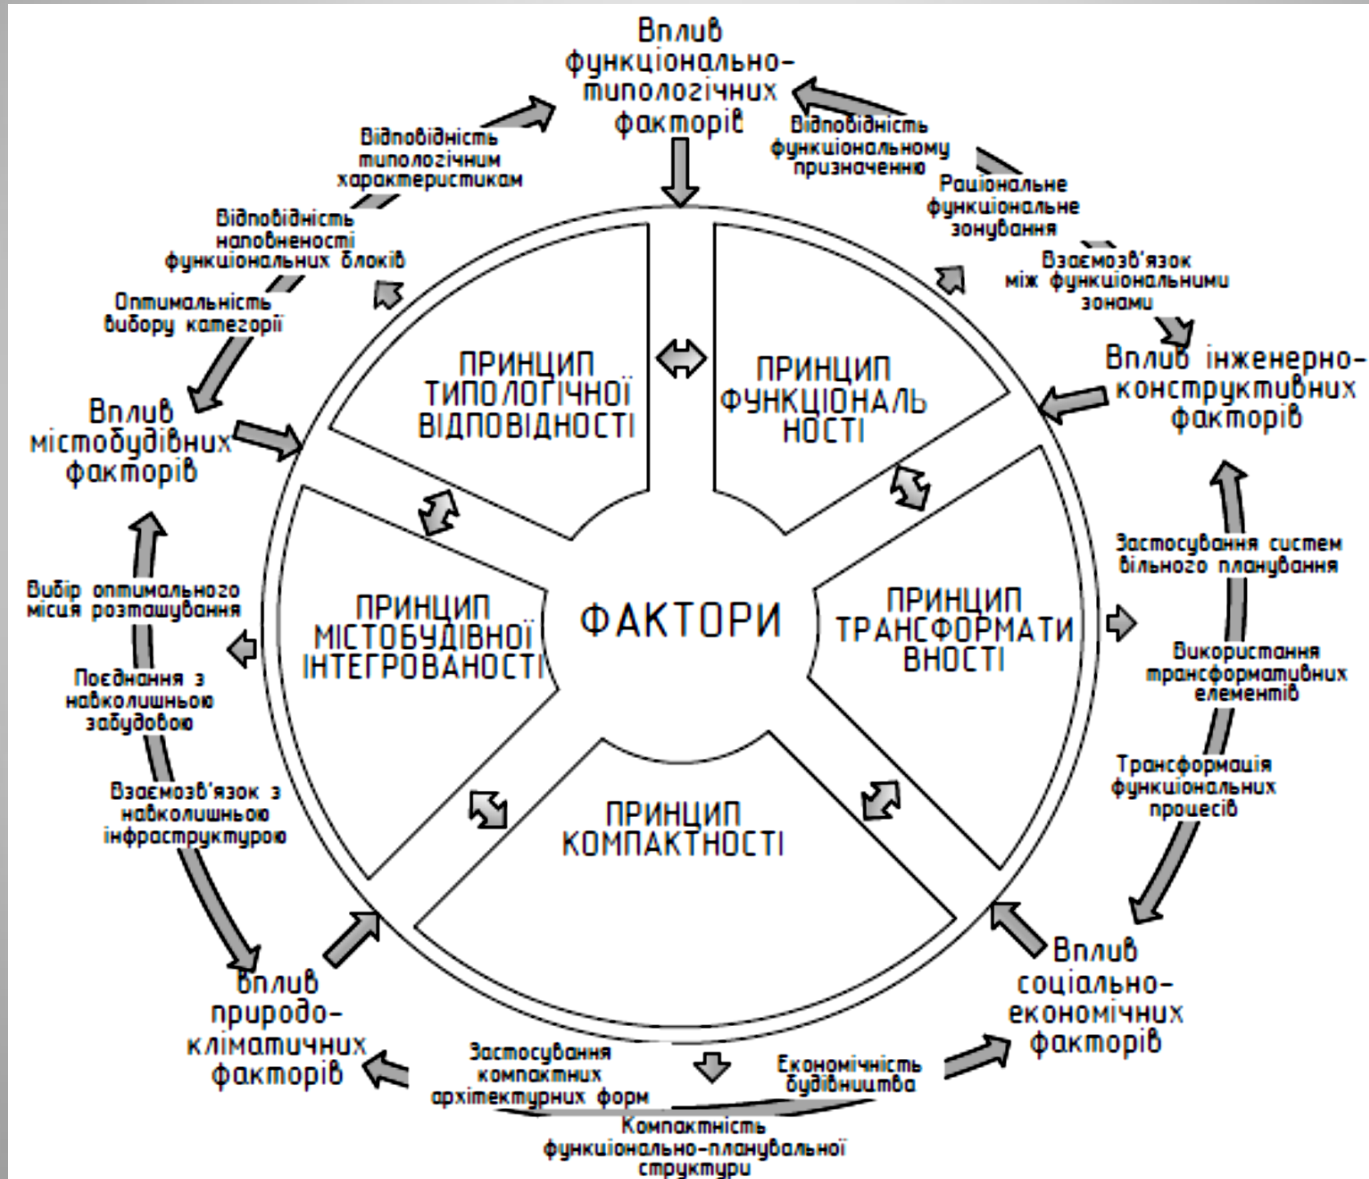 Вплив
функціонально-
типологічних
факторів
Відповідність
типологічним
характеристикам
Відповідність
функціональному
призначенню
Відповідність
наповненості
функціональних блоків
Раціональне
функціональне
зонування
Оптимальність
вибору категорії
Взаємозв'язок
між функціональними
зонами
Вплив
містобудівних
факторів
Вплив інженерно-
конструктивних
факторів
ПРИНЦИП
ТИПОЛОГІЧНОЇ
ВІДПОВІДНОСТІ
ПРИНЦИП
ФУНКЦІОНАЛЬ
НОСТІ
Вибір оптимального
місця розташування
Поєднання з
навколишньою
забудовою
Взаємозв'язок з
навколишньою
інфраструктурою
ПРИНЦИП
МІСТОБУДІВНОЇ
ІНТЕГРОВАНОСТІ
ФАКТОРИ
ПРИНЦИП
ТРАНСФОРМАТИ
ВНОСТІ
Застосування систем
вільного планування
Використання
трансформативних
елементів
Трансформація
функціональних
процесів
ПРИНЦИП
КОМПАКТНОСТІ
Вплив
природо-
кліматичних
факторів
Вплив
соціально-
економічних
факторів
Застосування
компактних
архітектурних форм
Економічність
будівництва
Компактність
функціонально-планувальної
структури